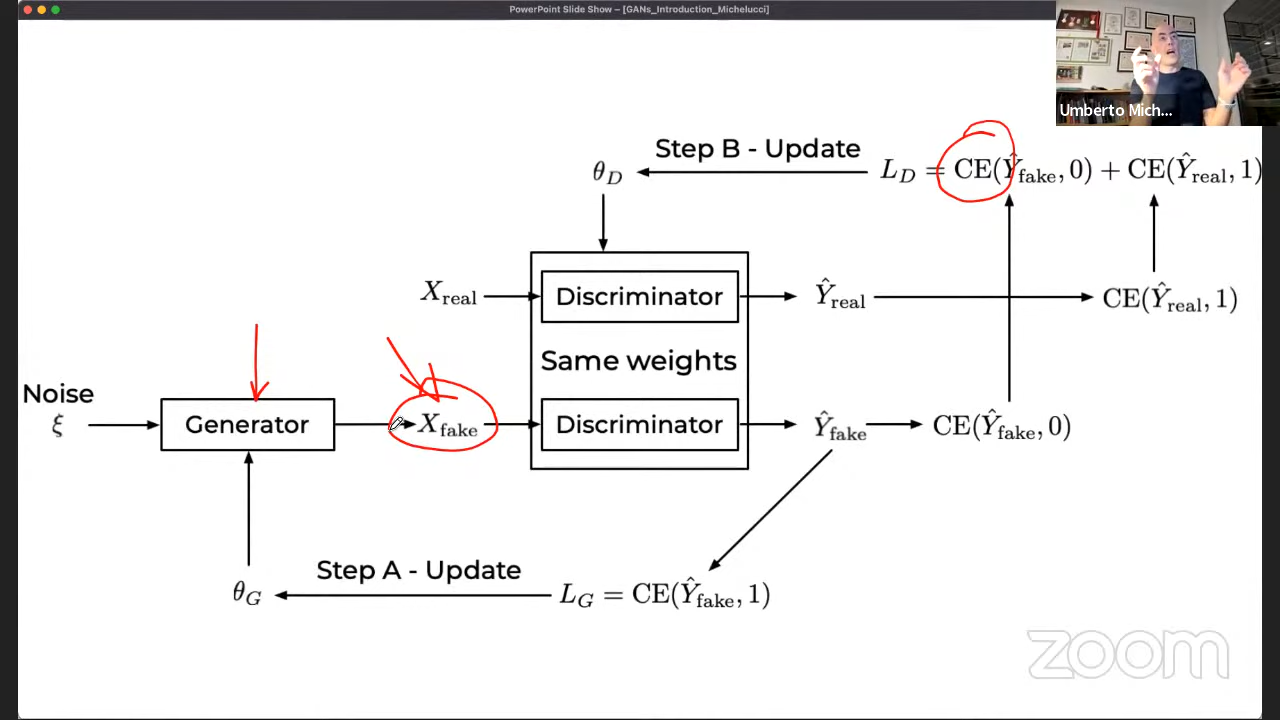 PowerPoint Slide Show – [GANs_Introduction_Michelucci]
Umberto Mich...
Step B - Update
θ_D
L_D = CE(Ŷ_fake, 0) + CE(Ŷ_real, 1)
X_real
Discriminator
Ŷ_real
CE(Ŷ_real, 1)
Same weights
Noise
ξ
Generator
X_fake
Discriminator
Ŷ_fake
CE(Ŷ_fake, 0)
Step A - Update
θ_G
L_G = CE(Ŷ_fake, 1)
zoom